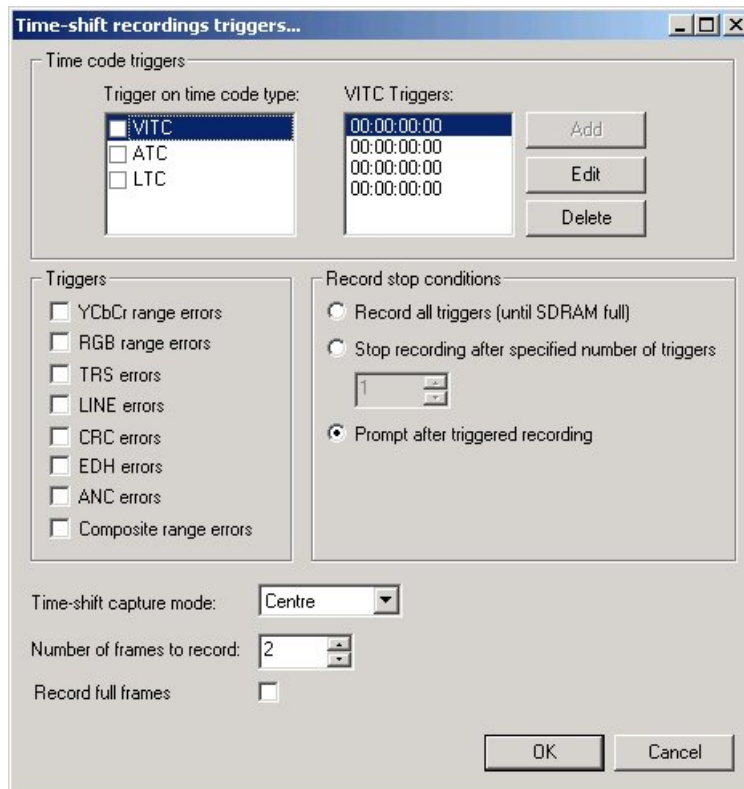 Time-shift recordings triggers...
Time code triggers
Trigger on time code type:
VITC
ATC
LTC
VITC Triggers:
00:00:00:00
00:00:00:00
00:00:00:00
00:00:00:00
Add
Edit
Delete
Triggers
YCbCr range errors
RGB range errors
TRS errors
LINE errors
CRC errors
EDH errors
ANC errors
Composite range errors
Record stop conditions
Record all triggers (until SDRAM full)
Stop recording after specified number of triggers
1
Prompt after triggered recording
Time-shift capture mode:
Centre
Number of frames to record:
2
Record full frames
OK
Cancel